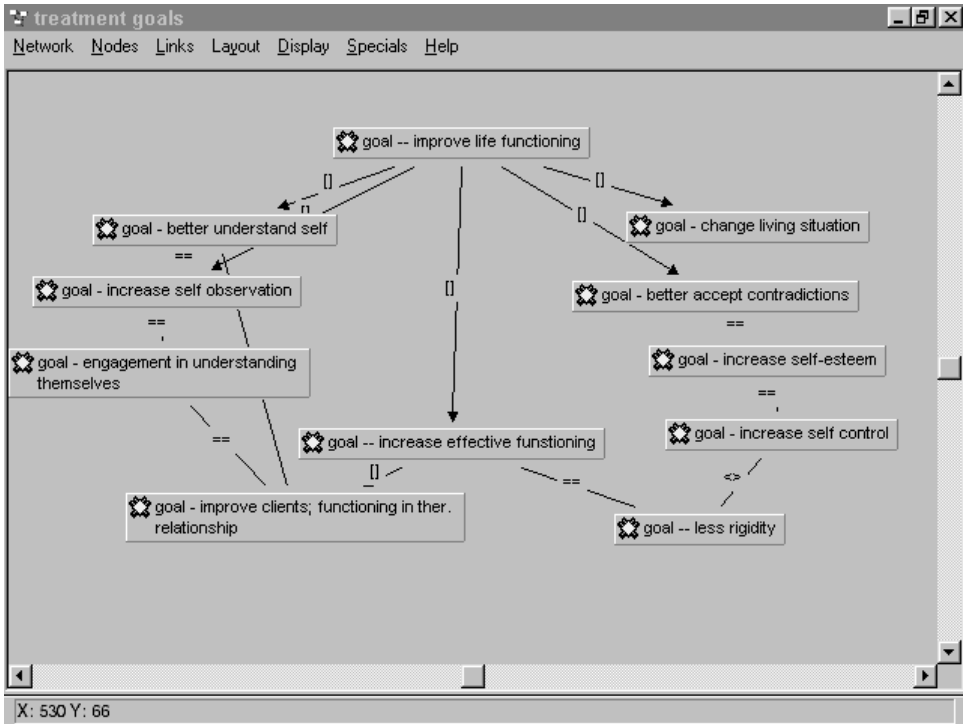 treatment goals
Network Nodes Links Layout Display Specials Help
goal -- improve life functioning
[]
[]
[]
[]
goal - better understand self
goal - change living situation
==
goal - increase self observation
[]
goal - better accept contradictions
==
==
goal - engagement in understanding
themselves
goal - increase self-esteem
==
==
goal -- increase effective funstioning
goal - increase self control
[]
==
<>
goal - improve clients; functioning in ther.
relationship
goal -- less rigidity
X: 530 Y: 66